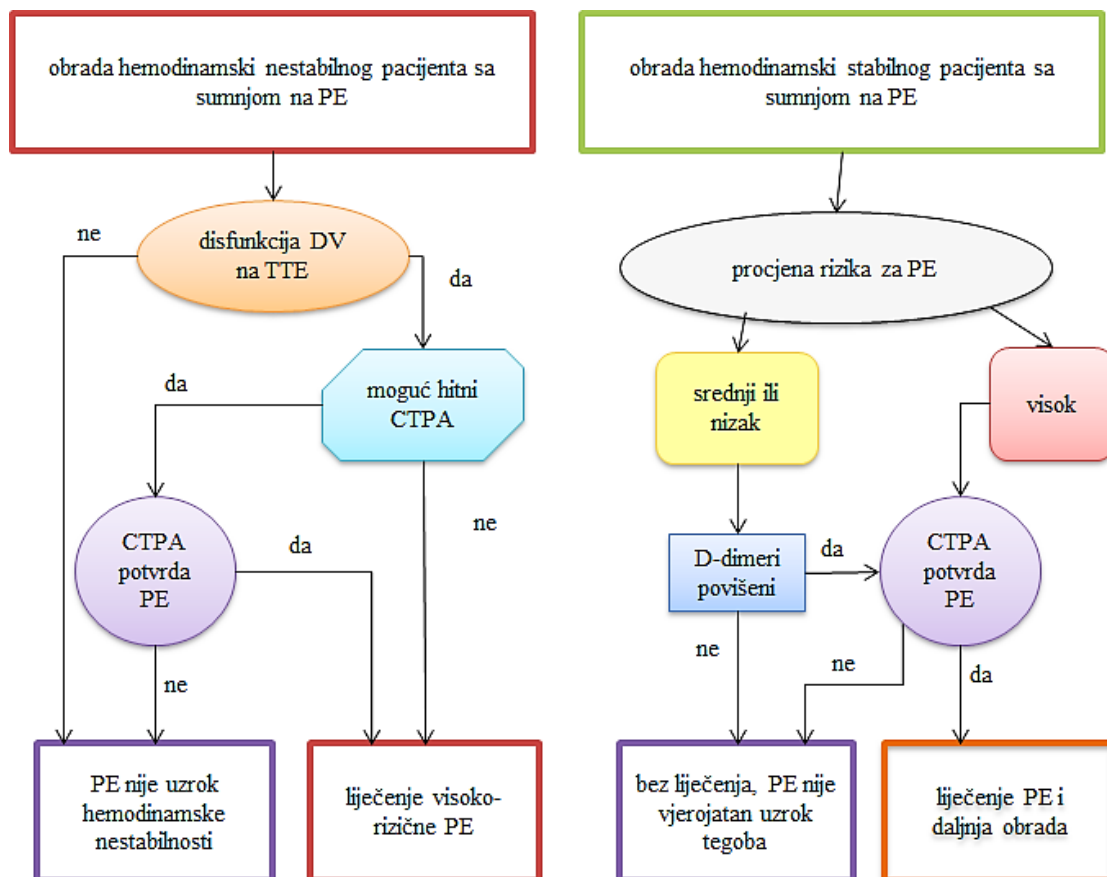 obrada hemodinamski nestabilnog pacijenta sa
sumnjom na PE
ne
disfunkcija DV
na TTE
da
da
moguć hitni
CTPA
ne
CTPA
potvrda
PE
da
ne
PE nije uzrok
hemodinamske
nestabilnosti
liječenje visoko-
rizične PE
obrada hemodinamski stabilnog pacijenta sa
sumnjom na PE
procjena rizika za PE
srednji ili
nizak
visok
D-dimeri
povišeni
da
CTPA
potvrda
PE
ne
ne
da
bez liječenja, PE nije
vjerojatan uzrok
tegoba
liječenje PE i
daljnja obrada